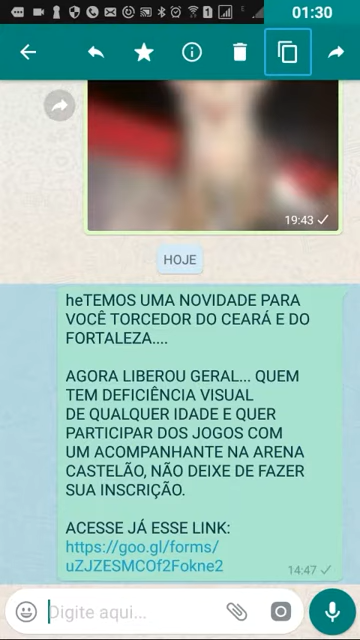 01:30
19:43
HOJE
heTEMOS UMA NOVIDADE PARA
VOCÊ TORCEDOR DO CEARÁ E DO
FORTALEZA....
AGORA LIBEROU GERAL... QUEM
TEM DEFICIÊNCIA VISUAL
DE QUALQUER IDADE E QUER
PARTICIPAR DOS JOGOS COM
UM ACOMPANHANTE NA ARENA
CASTELÃO, NÃO DEIXE DE FAZER
SUA INSCRIÇÃO.
ACESSE JÁ ESSE LINK:
https://goo.gl/forms/
uZJZESMCOf2Fokne2
14:47
Digite aqui...